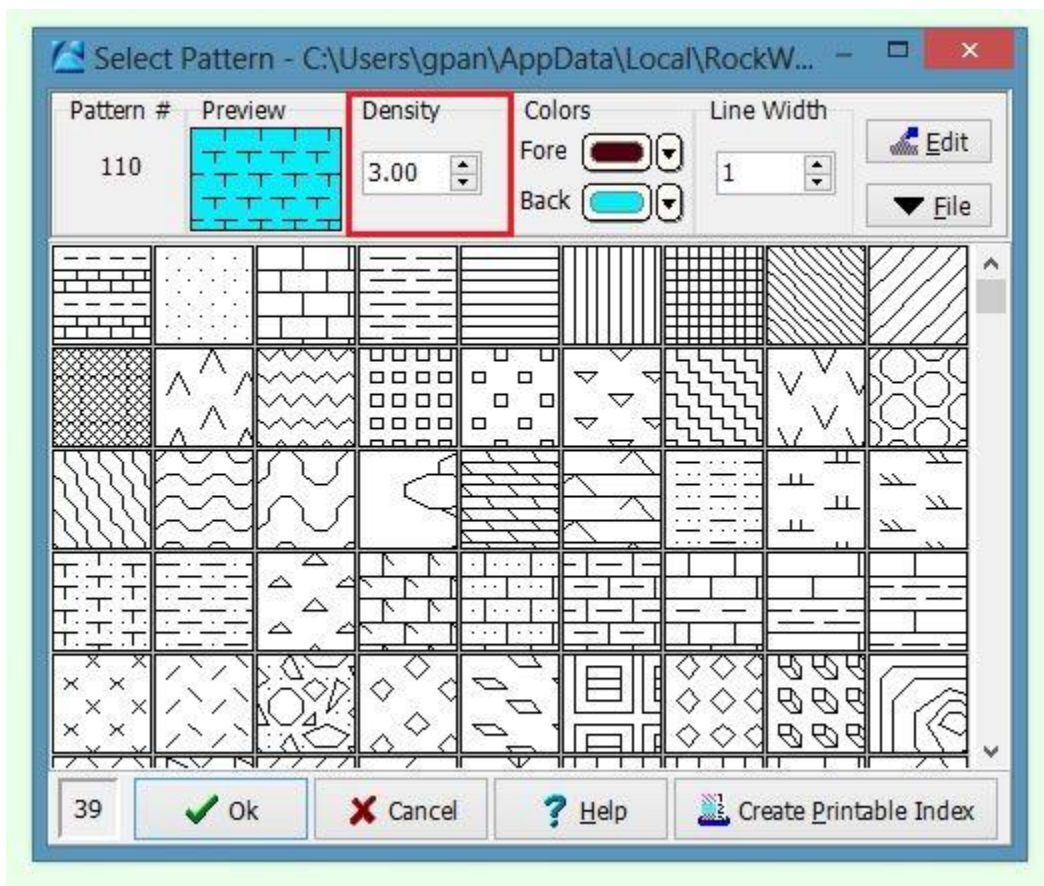 Select Pattern - C:\Users\gpan\AppData\Local\RockW...
Pattern # Preview Density Colors Line Width
110 3.00 Fore 1 Edit
Back File
39 Ok Cancel Help Create Printable Index